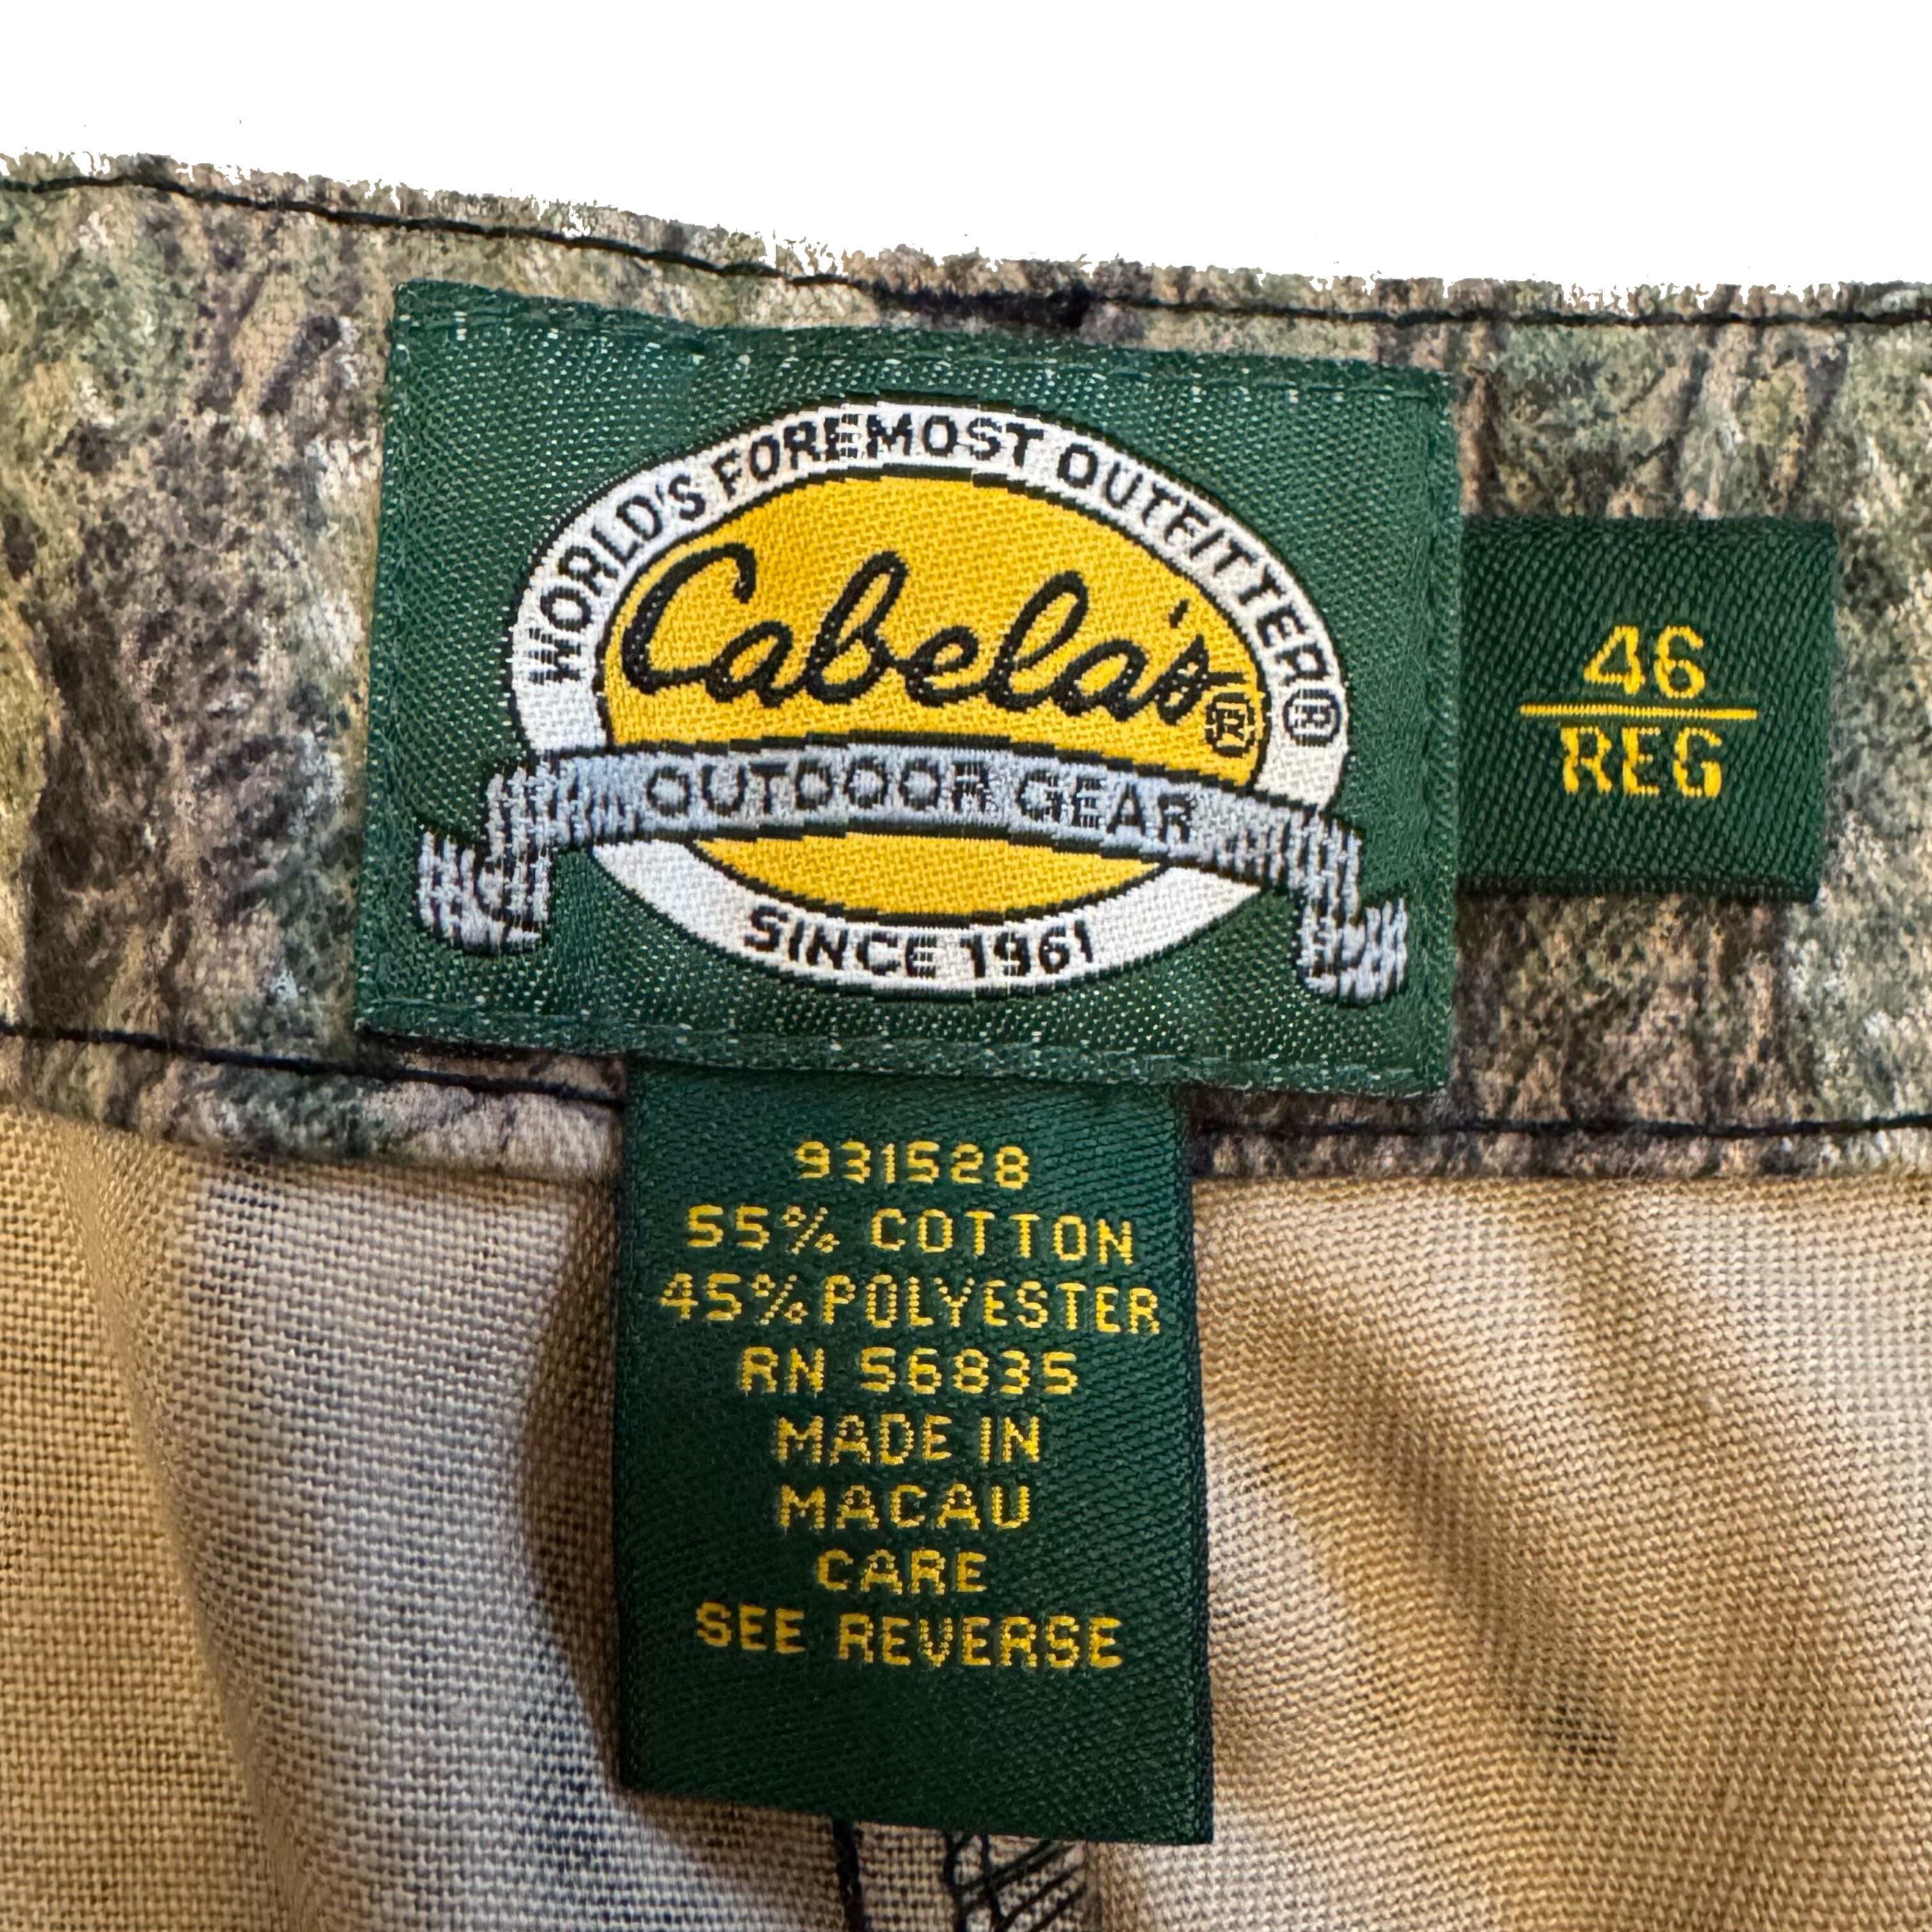 WORLD'S FOREMOST OUTFITTER®
Cabela's®
OUTDOOR GEAR
SINCE 1961
46
REG
931528
55% COTTON
45% POLYESTER
RN 56835
MADE IN
MACAU
CARE
SEE REVERSE